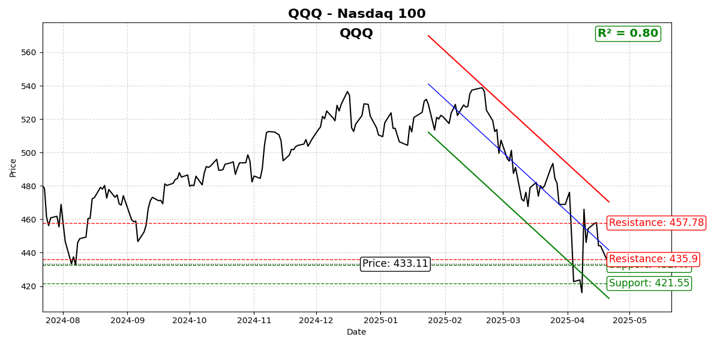 QQQ - Nasdaq 100
QQQ
R² = 0.80
Price
560
540
520
500
480
460
440
420
Resistance: 457.78
Resistance: 435.9
Price: 433.11
Support: 421.55
2024-08 2024-09 2024-10 2024-11 2024-12 2025-01 2025-02 2025-03 2025-04 2025-05
Date